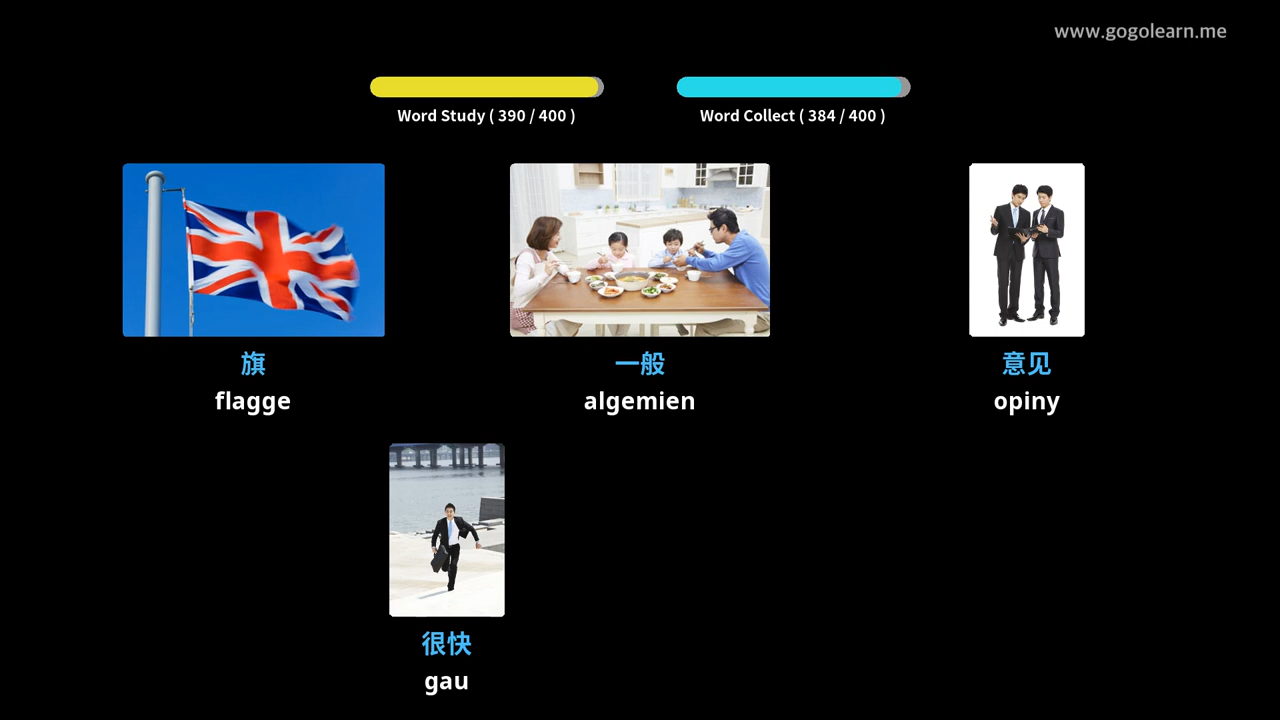 www.gogolearn.me
Word Study ( 390 / 400 )
Word Collect ( 384 / 400 )
旗
flagge
一般
algemien
意见
opiny
很快
gau